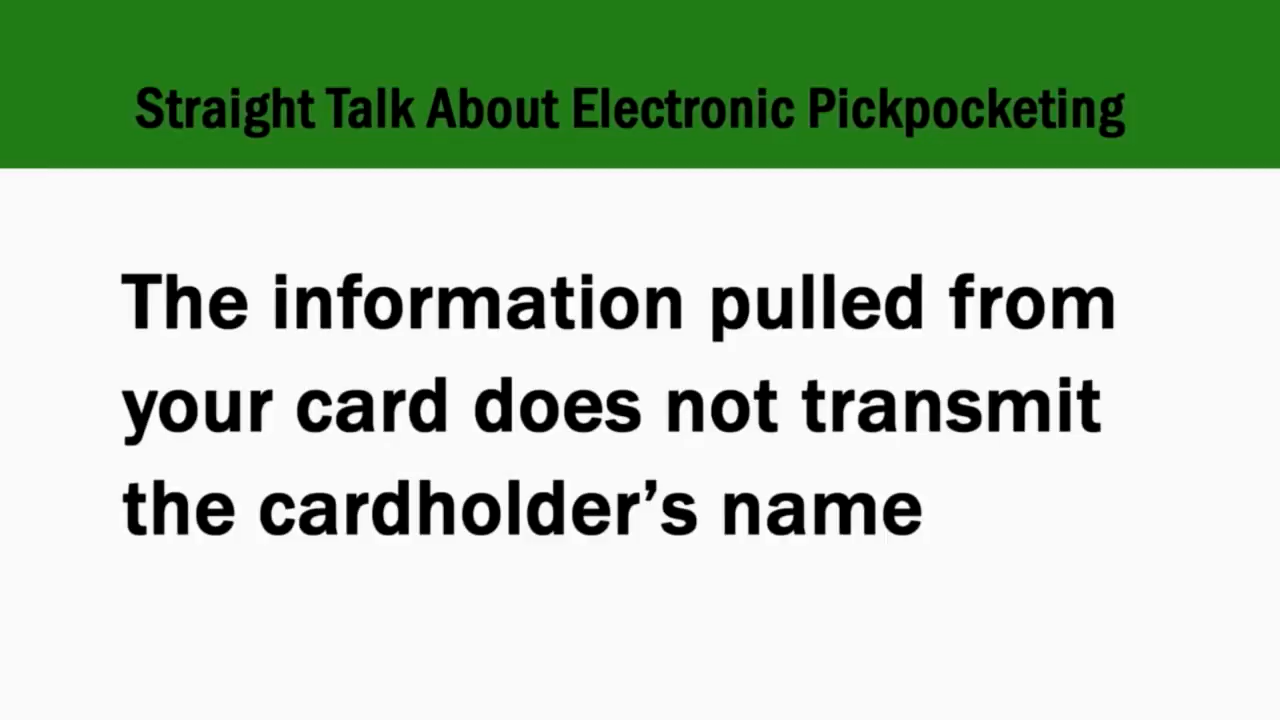 Straight Talk About Electronic Pickpocketing
The information pulled from
your card does not transmit
the cardholder’s name